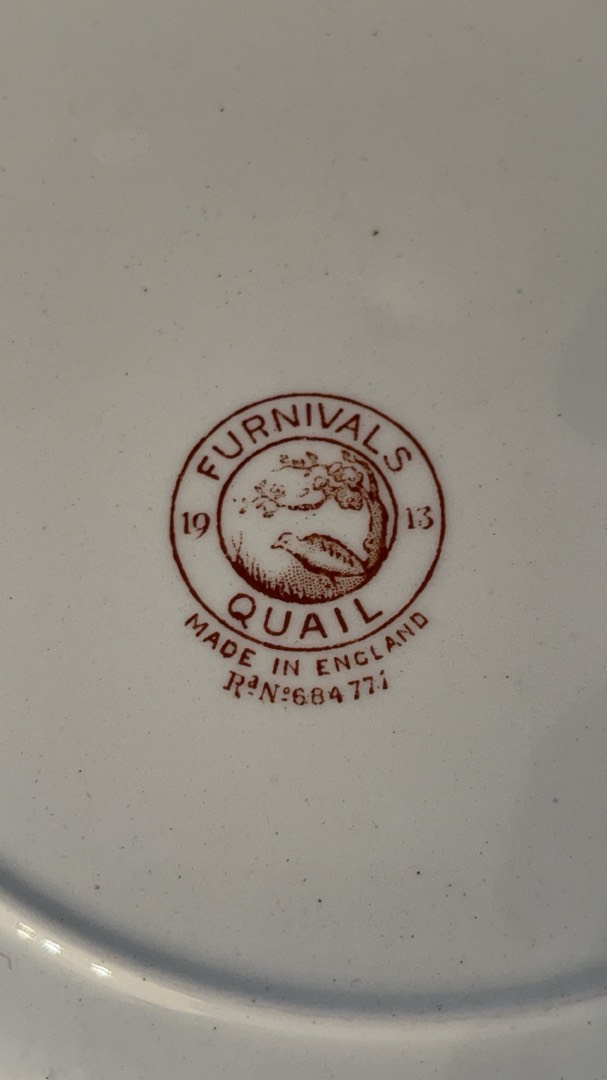 FURNIVALS
19 13
QUAIL
MADE IN ENGLAND
Rd No 684771